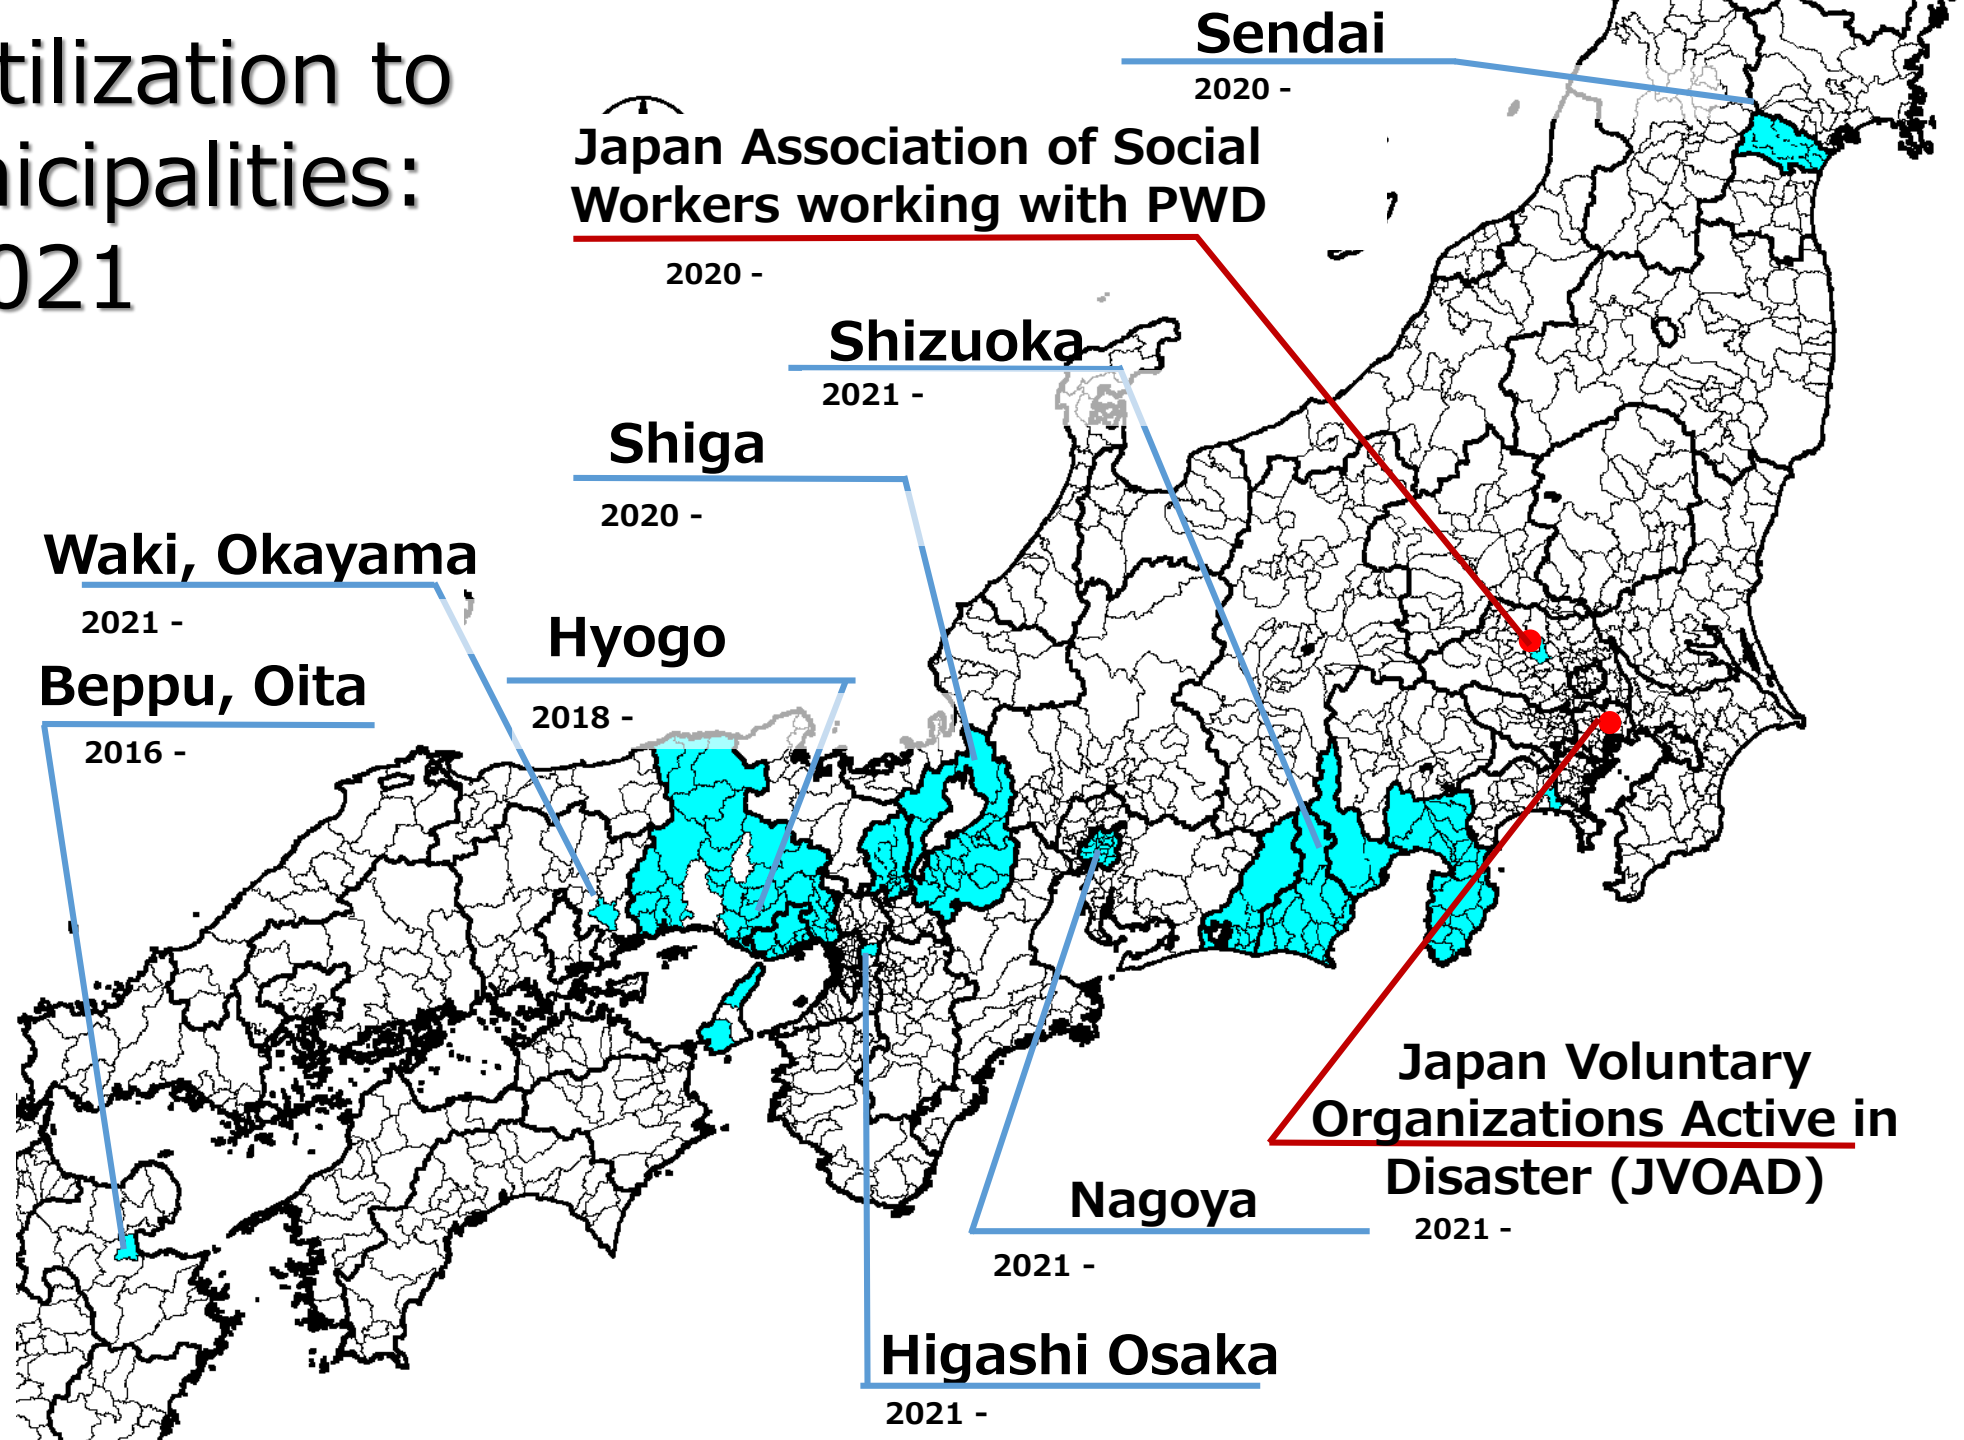 tilization to
nicipalities:
021
Sendai
2020 -
Japan Association of Social
Workers working with PWD
2020 -
Shizuoka
2021 -
Shiga
2020 -
Waki, Okayama
2021 -
Hyogo
2018 -
Beppu, Oita
2016 -
Japan Voluntary
Organizations Active in
Disaster (JVOAD)
2021 -
Nagoya
2021 -
Higashi Osaka
2021 -